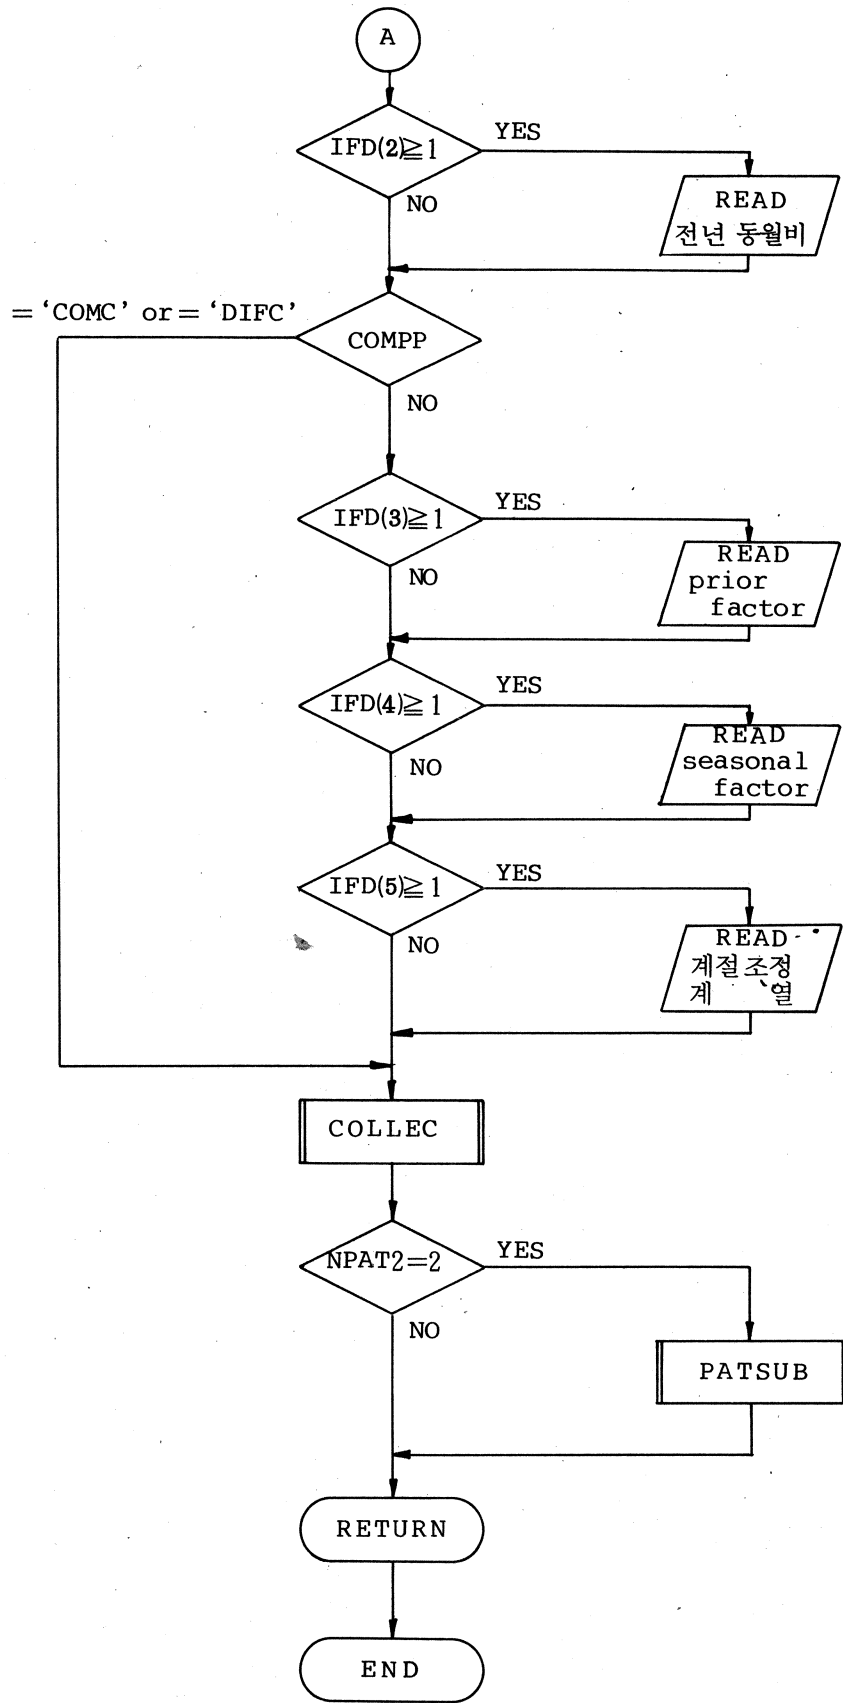 A
IFD(2)≧1
YES
READ
전년 동월비
NO
=‘COMC’ or=‘DIFC’
COMPP
NO
IFD(3)≧1
YES
READ
prior
factor
NO
IFD(4)≧1
YES
READ
seasonal
factor
NO
IFD(5)≧1
YES
READ
계절조정
계 열
NO
COLLEC
NPAT2=2
YES
NO
PATSUB
RETURN
END